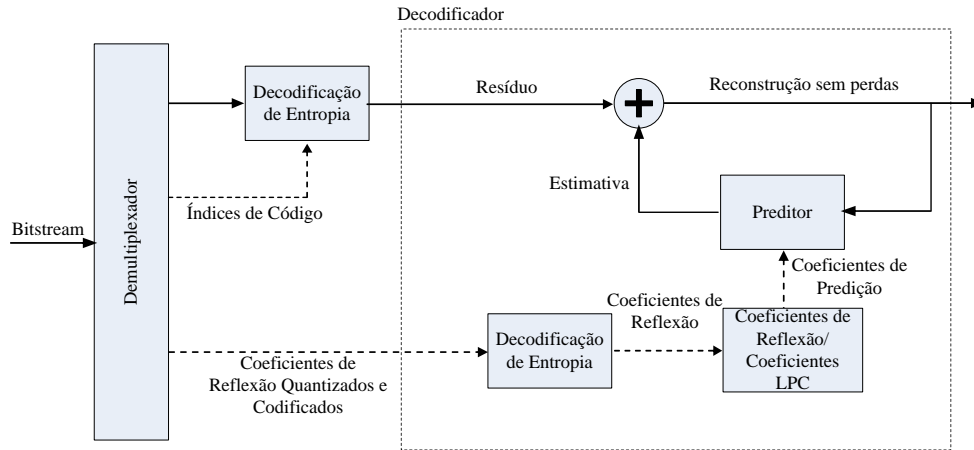 Decodificador
Decodificação
de Entropia
Resíduo
Reconstrução sem perdas
Índices de Código
Estimativa
Preditor
Bitstream
Demultiplexador
Coeficientes de
Predição
Coeficientes de
Reflexão
Decodificação
de Entropia
Coeficientes de
Reflexão/
Coeficientes
LPC
Coeficientes de
Reflexão Quantizados e
Codificados